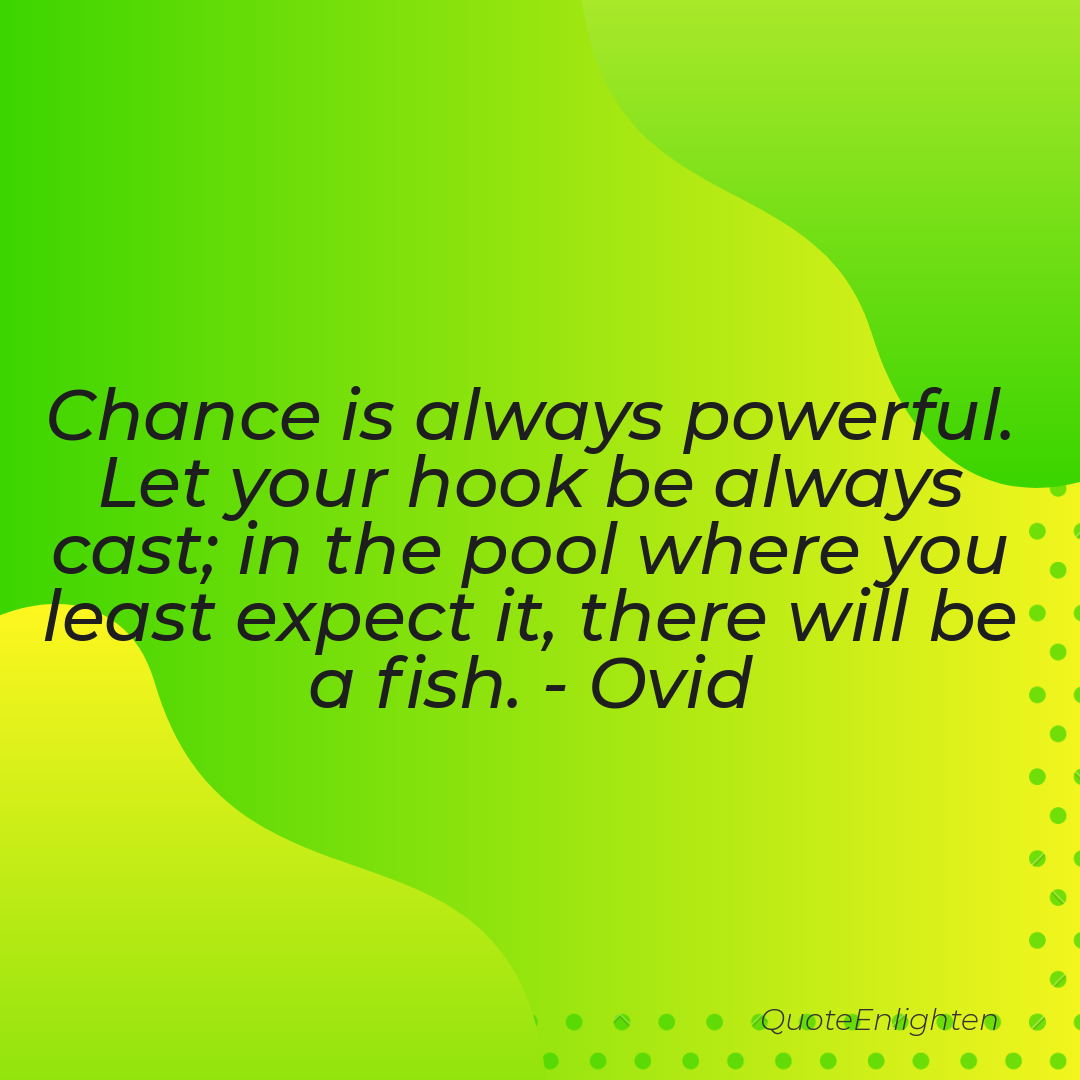 Chance is always powerful.
Let your hook be always
cast; in the pool where you
least expect it, there will be
a fish. - Ovid
QuoteEnlighten